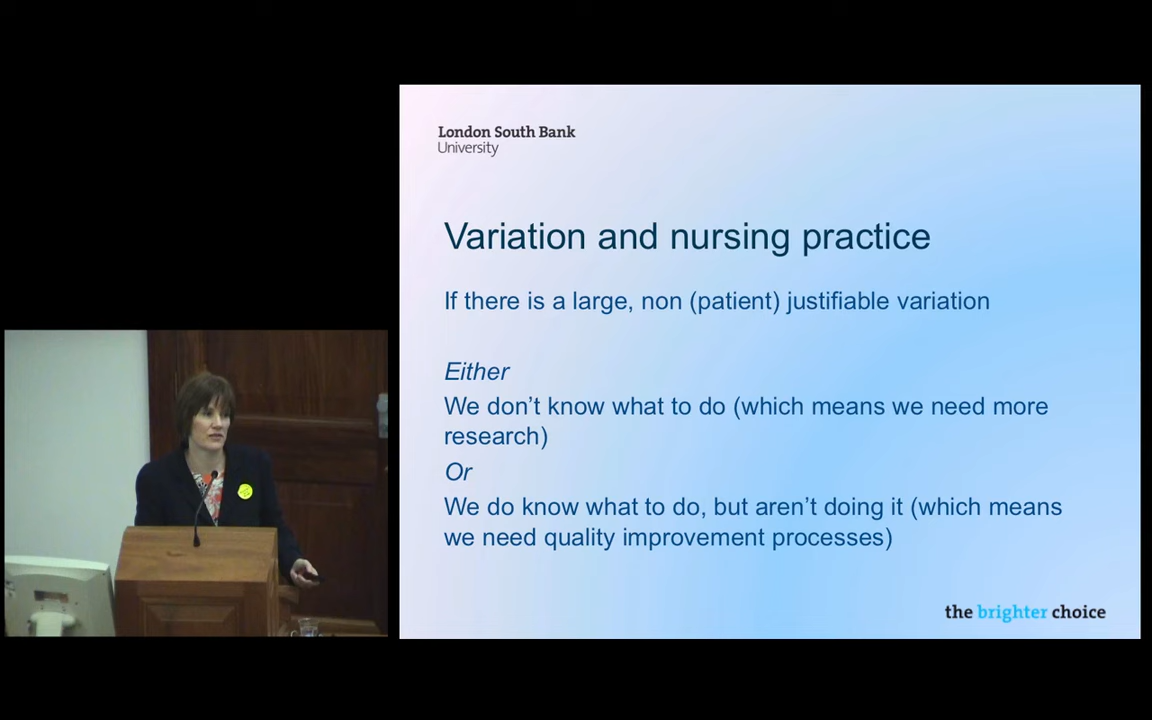 London South Bank
University
Variation and nursing practice
If there is a large, non (patient) justifiable variation
Either
We don't know what to do (which means we need more
research)
Or
We do know what to do, but aren't doing it (which means
we need quality improvement processes)
the brighter choice